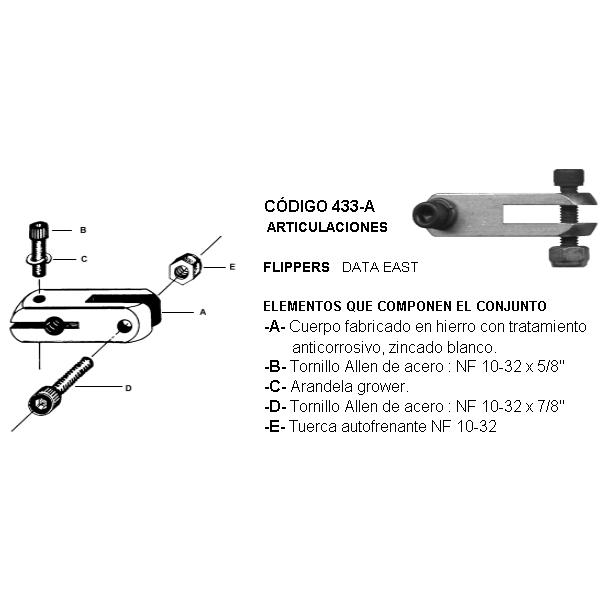 CÓDIGO 433-A
ARTICULACIONES
FLIPPERS DATA EAST
ELEMENTOS QUE COMPONEN EL CONJUNTO
-A- Cuerpo fabricado en hierro con tratamiento
anticorrosivo, zincado blanco.
-B- Tornillo Allen de acero : NF 10-32 x 5/8"
-C- Arandela grower.
-D- Tornillo Allen de acero : NF 10-32 x 7/8"
-E- Tuerca autofrenante NF 10-32
B
C
E
A
D